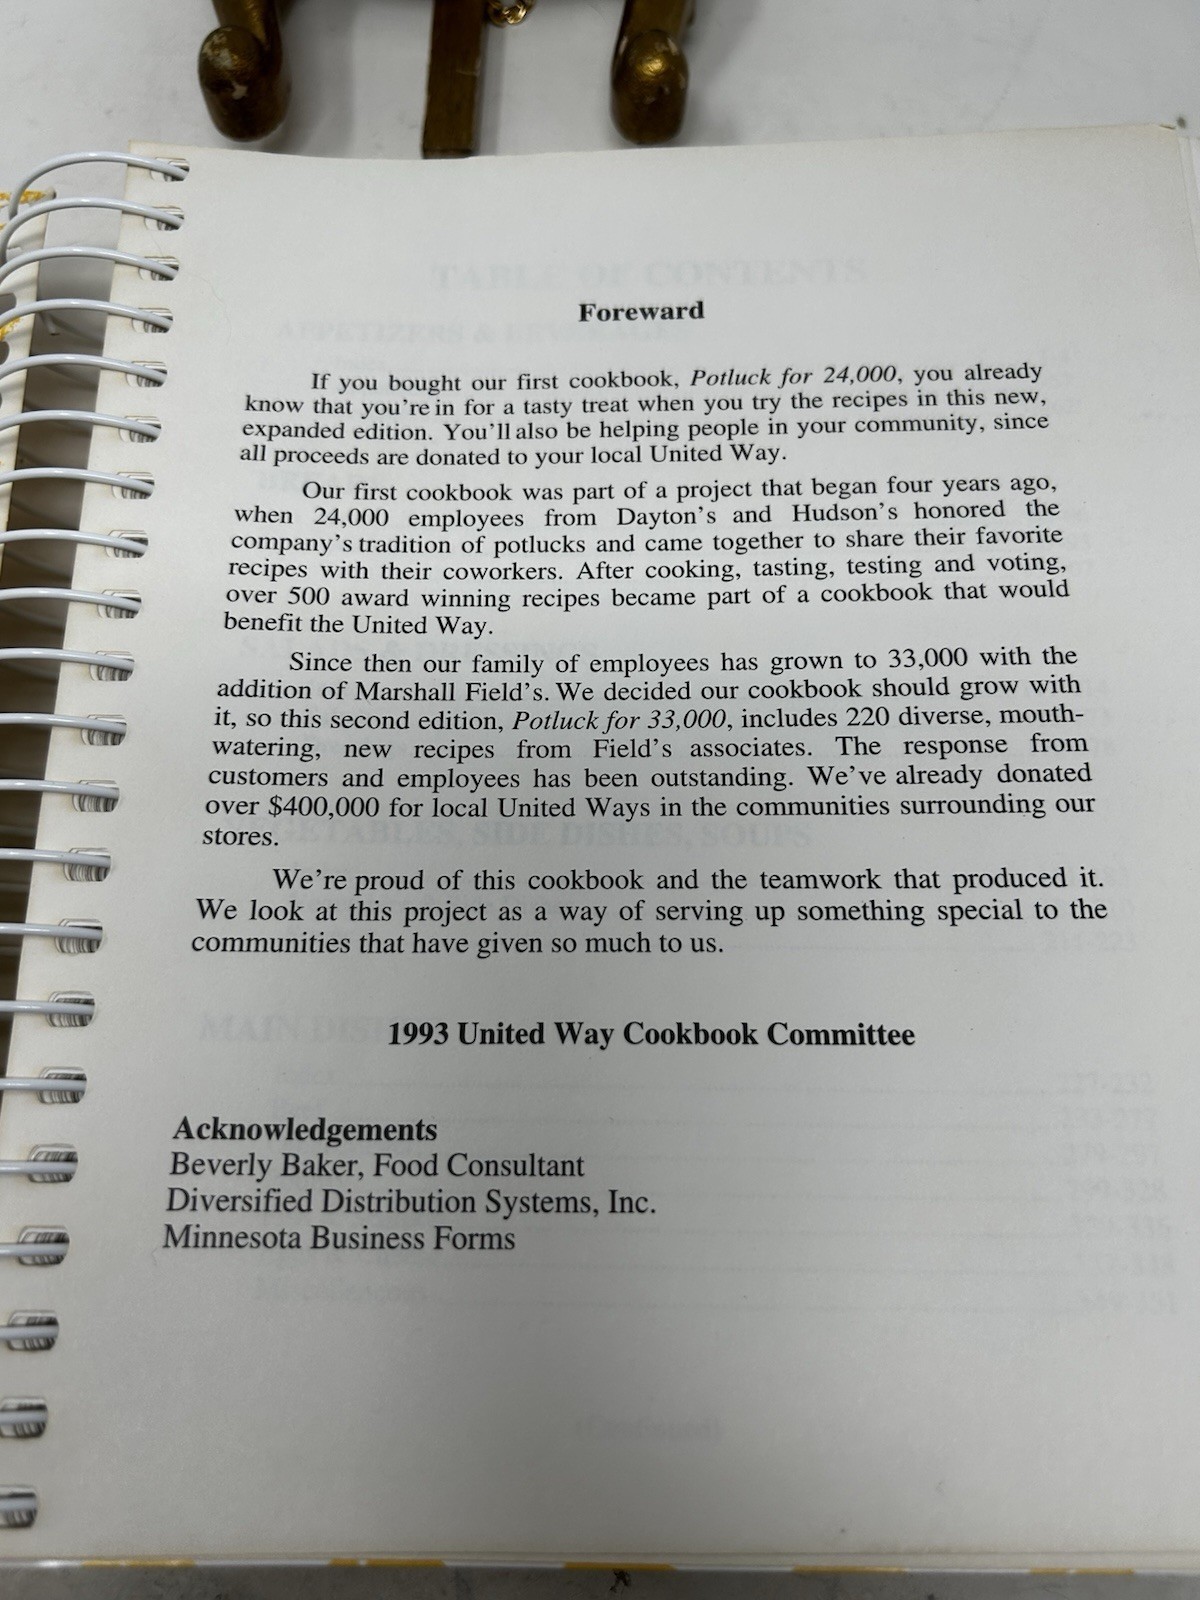 Foreward
If you bought our first cookbook, Potluck for 24,000, you already
know that you're in for a tasty treat when you try the recipes in this new,
expanded edition. You'll also be helping people in your community, since
all proceeds are donated to your local United Way.
Our first cookbook was part of a project that began four years ago,
when 24,000 employees from Dayton's and Hudson's honored the
company's tradition of potlucks and came together to share their favorite
recipes with their coworkers. After cooking, tasting, testing and voting,
over 500 award winning recipes became part of a cookbook that would
benefit the United Way.
Since then our family of employees has grown to 33,000 with the
addition of Marshall Field's. We decided our cookbook should grow with
it, so this second edition, Potluck for 33,000, includes 220 diverse, mouth-
watering, new recipes from Field's associates. The response from
customers and employees has been outstanding. We've already donated
over $400,000 for local United Ways in the communities surrounding our
stores.
We're proud of this cookbook and the teamwork that produced it.
We look at this project as a way of serving up something special to the
communities that have given so much to us.
1993 United Way Cookbook Committee
Acknowledgements
Beverly Baker, Food Consultant
Diversified Distribution Systems, Inc.
Minnesota Business Forms